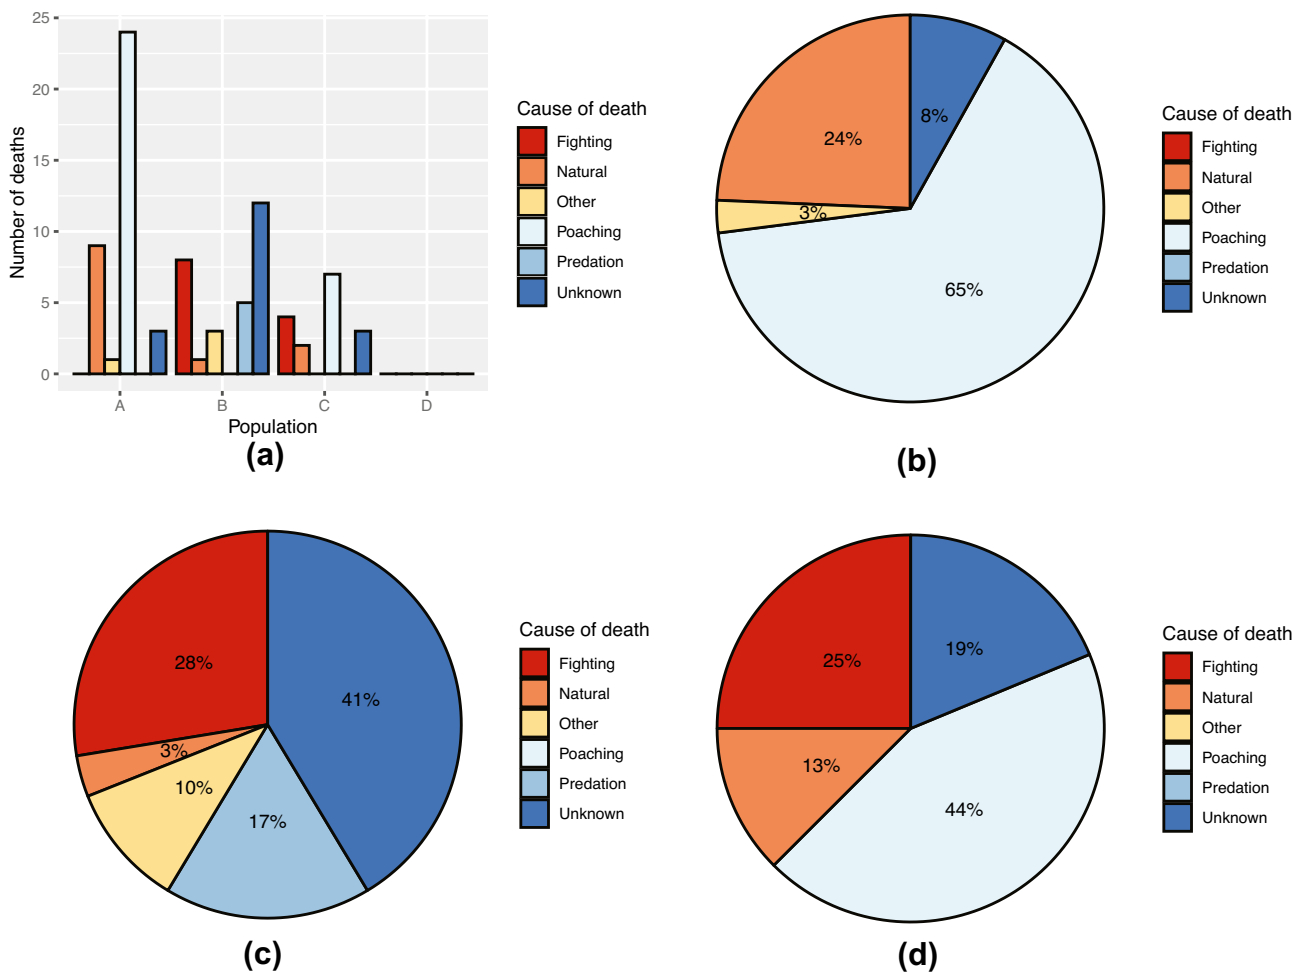 25
20
15
10
5
0
Number of deaths
A B C D
Population
(a)
Cause of death
Fighting
Natural
Other
Poaching
Predation
Unknown
8%
24%
3%
65%
(b)
Cause of death
Fighting
Natural
Other
Poaching
Predation
Unknown
28%
41%
3%
10%
17%
(c)
Cause of death
Fighting
Natural
Other
Poaching
Predation
Unknown
25%
19%
13%
44%
(d)
Cause of death
Fighting
Natural
Other
Poaching
Predation
Unknown